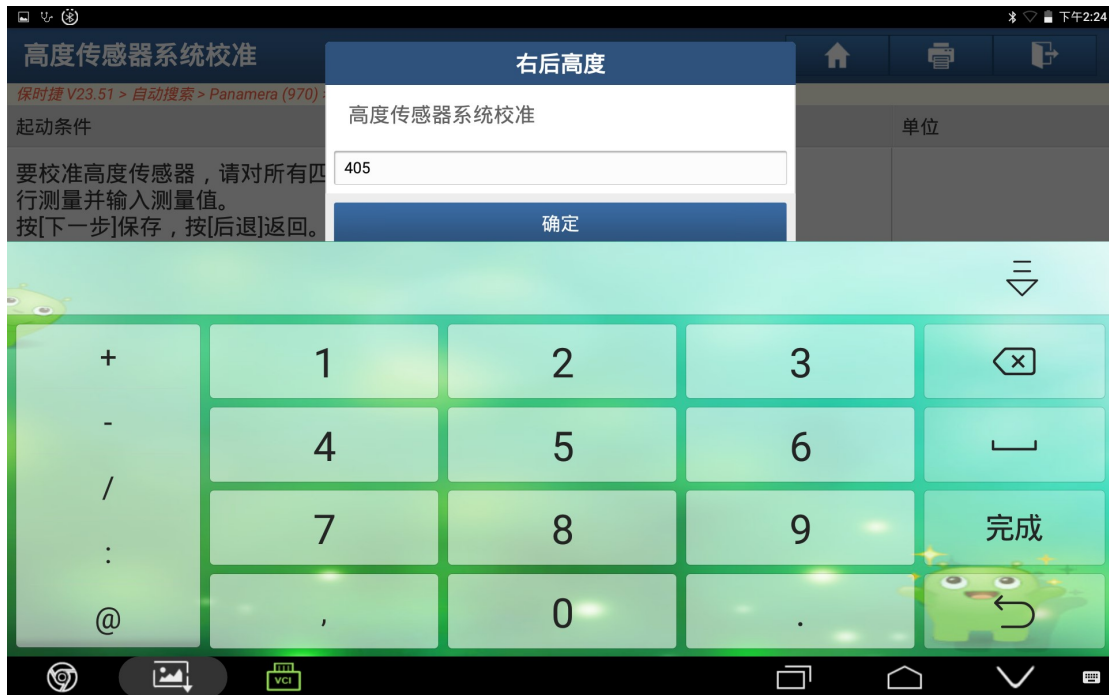 下午2:24
高度传感器系统校准
右后高度
保时捷 V23.51 > 自动搜索 > Panamera (970)
高度传感器系统校准
起动条件
单位
要校准高度传感器，请对所有四
405
行测量并输入测量值。
按[下一步]保存，按[后退]返回。
确定
+
1
2
3
-
4
5
6
/
7
8
9
完成
:
@
,
0
.
VCI